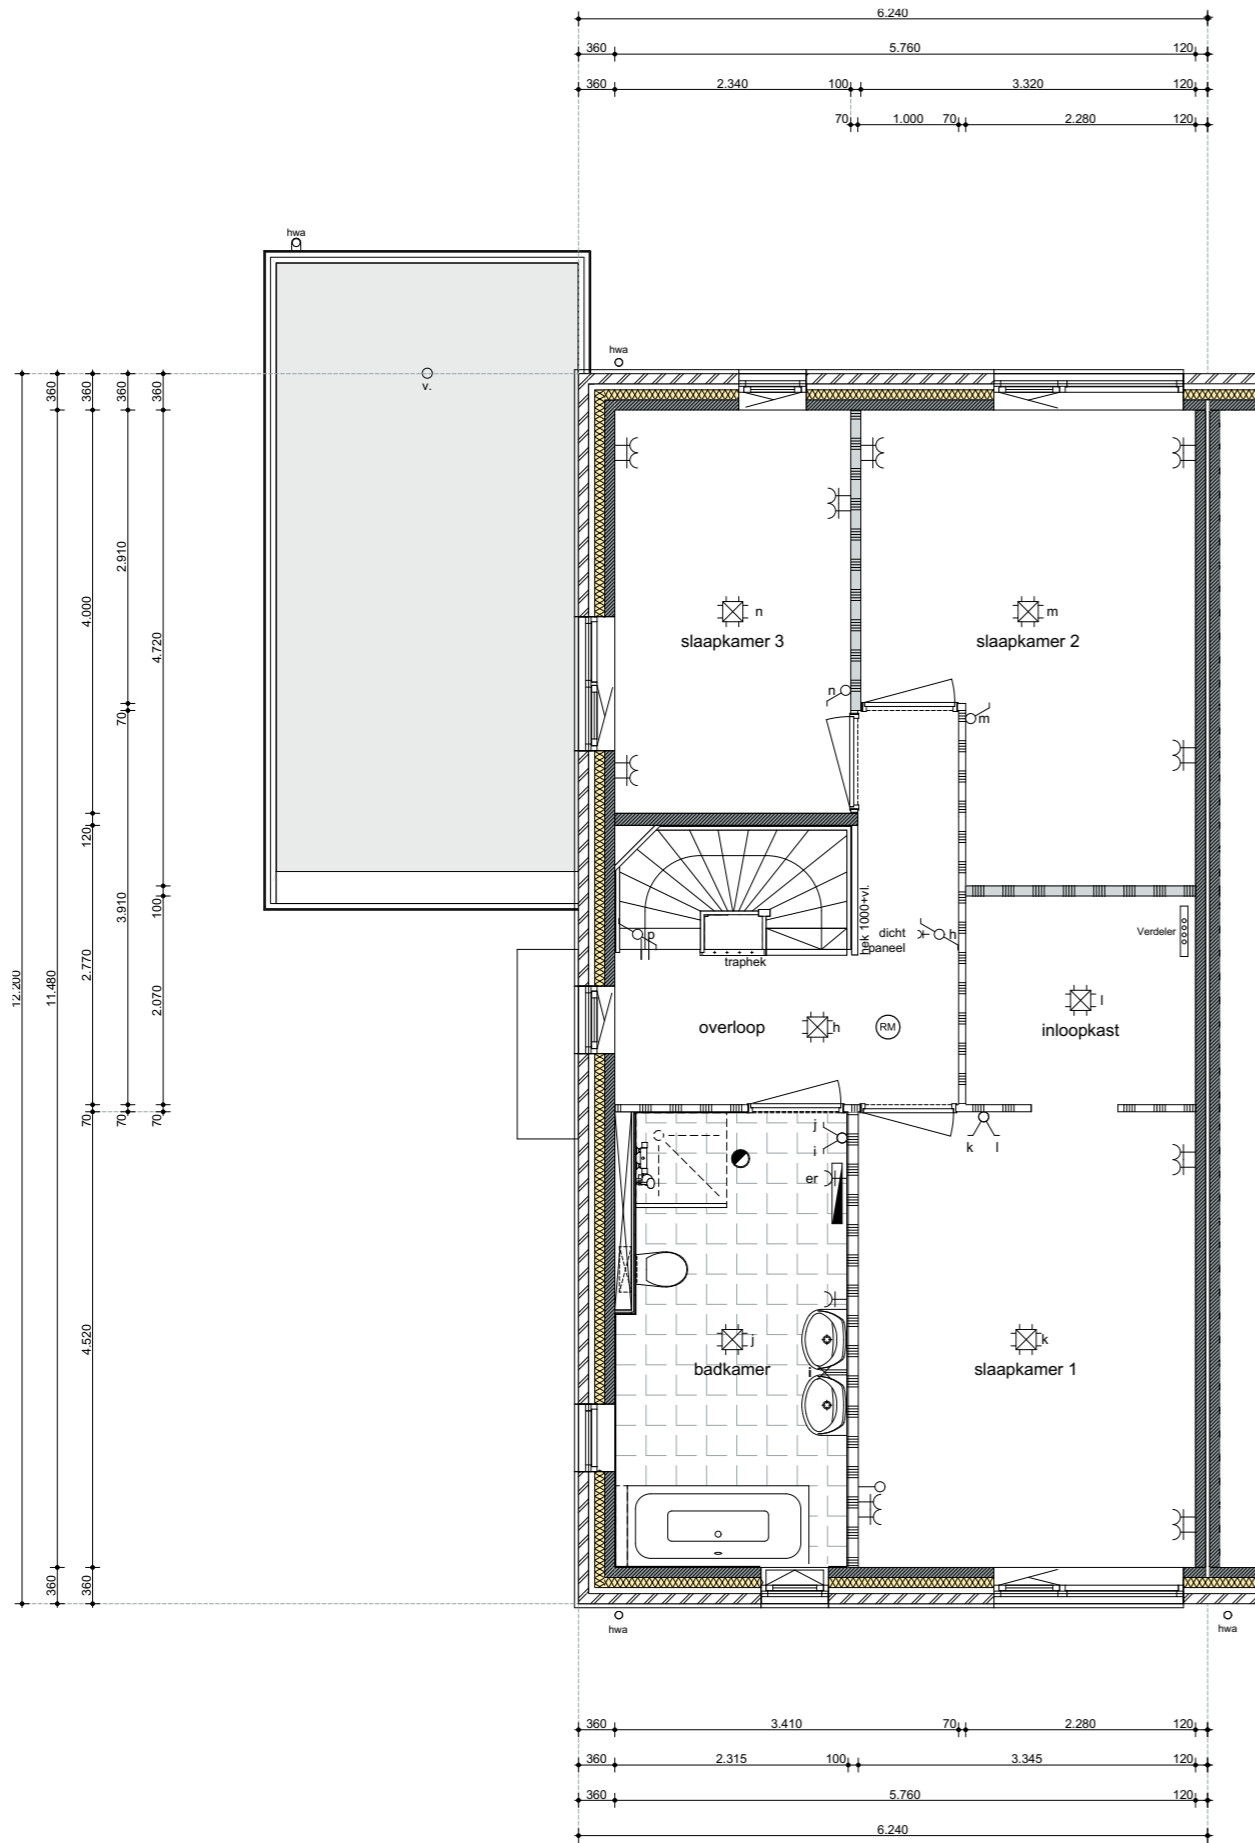 6.240
360 5.760 120
360 2.340 100 3.320 120
70 1.000 70 2.280 120
hwa
hwa
v.
360 360 360 360 360
12.200
11.480
4.000
120
2.770
70
4.520
360 360
2.910
70
3.910
70
4.720
100
2.070
70
n
slaapkamer 3
m
slaapkamer 2
n
m
p
traphek
hek 1000+vl.
dicht
paneel
h
Verdeler
overloop
h
RM
l
inloopkast
j
i
k l
er
j
badkamer
i
k
slaapkamer 1
hwa
hwa
360 3.410 70 2.280 120
360 2.315 100 3.345 120
360 5.760 120
6.240